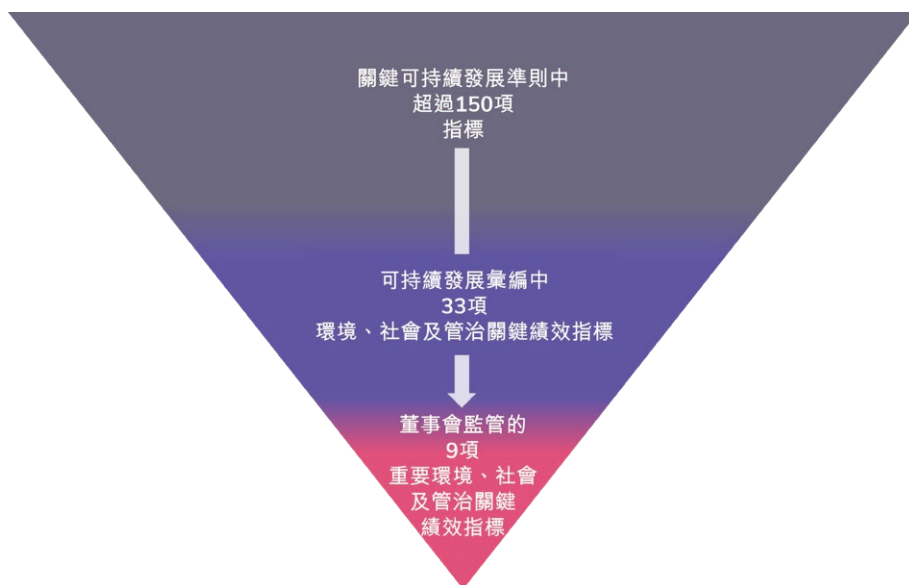 關鍵可持續發展準則中
超過150項
指標
可持續發展彙編中
33項
環境、社會及管治關鍵績效指標
董事會監管的
9項
重要環境、社會
及管治關鍵
績效指標